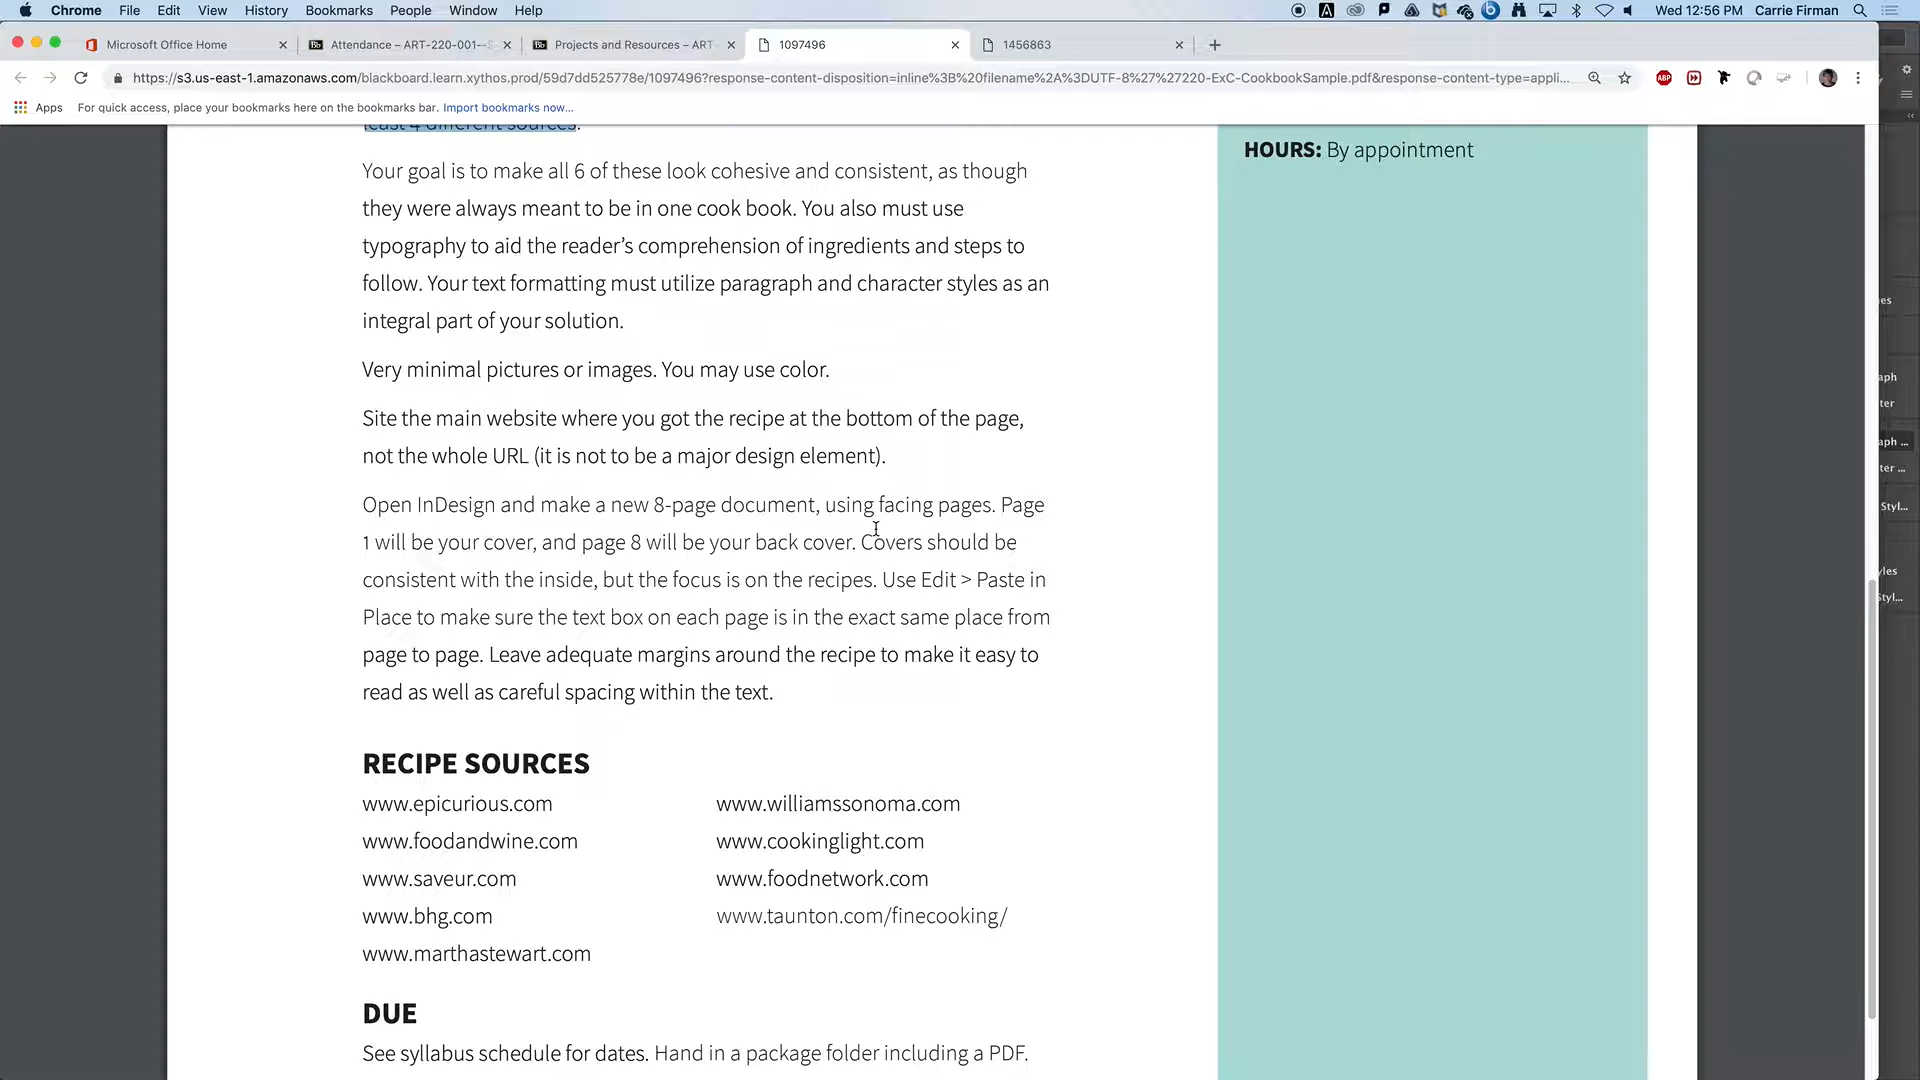 Chrome File Edit View History Bookmarks People Window Help Wed 12:56 PM Carrie Firman
Microsoft Office Home Attendance – ART-220-001--S Projects and Resources – ART 1097496 1456863
https://s3.us-east-1.amazonaws.com/blackboard.learn.xythos.prod/59d7dd525778e/1097496?response-content-disposition=inline%3B%20filename%2A%3DUTF-8%27%27220-ExC-CookbookSample.pdf&response-content-type=appli...
Apps For quick access, place your bookmarks here on the bookmarks bar. Import bookmarks now...
least 4 different sources.
HOURS: By appointment
Your goal is to make all 6 of these look cohesive and consistent, as though
they were always meant to be in one cook book. You also must use
typography to aid the reader's comprehension of ingredients and steps to
follow. Your text formatting must utilize paragraph and character styles as an
integral part of your solution.
Very minimal pictures or images. You may use color.
Site the main website where you got the recipe at the bottom of the page,
not the whole URL (it is not to be a major design element).
Open InDesign and make a new 8-page document, using facing pages. Page
1 will be your cover, and page 8 will be your back cover. Covers should be
consistent with the inside, but the focus is on the recipes. Use Edit > Paste in
Place to make sure the text box on each page is in the exact same place from
page to page. Leave adequate margins around the recipe to make it easy to
read as well as careful spacing within the text.
RECIPE SOURCES
www.epicurious.com
www.foodandwine.com
www.saveur.com
www.bhg.com
www.marthastewart.com
www.williamssonoma.com
www.cookinglight.com
www.foodnetwork.com
www.taunton.com/finecooking/
DUE
See syllabus schedule for dates. Hand in a package folder including a PDF.
ges
aph
ter
aph ...
ter ...
Styl...
yles
Styl...